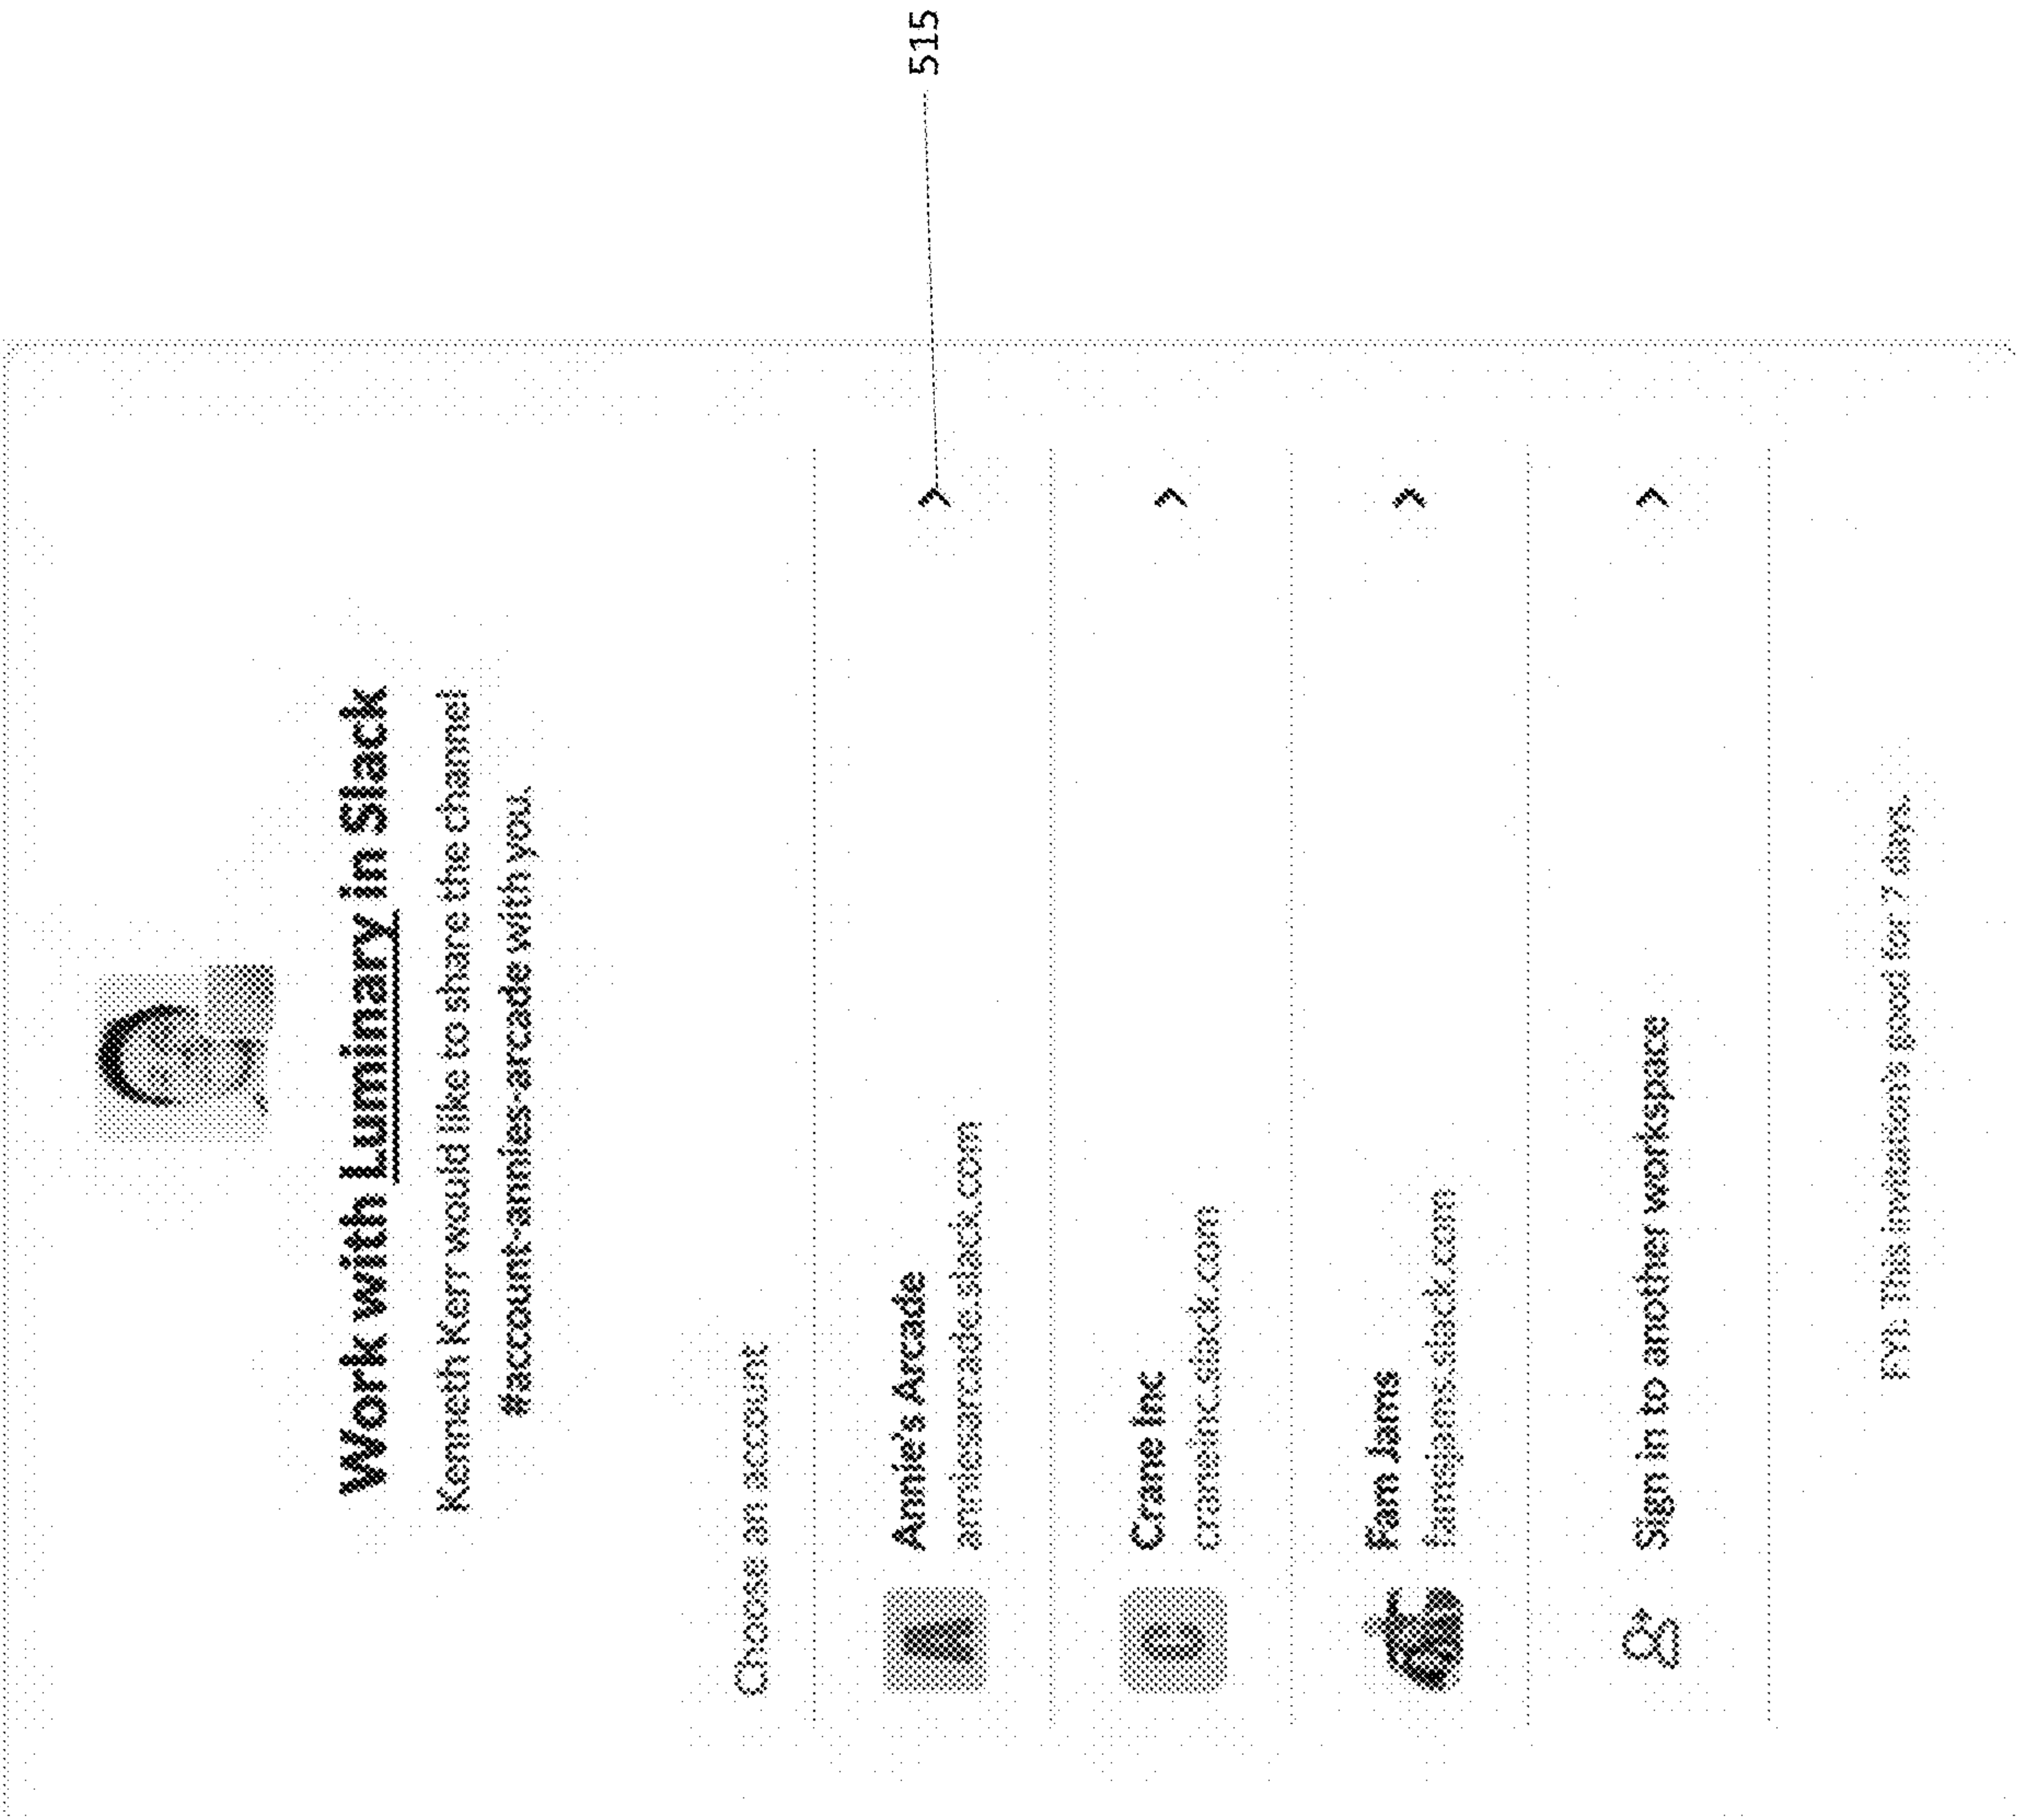 Work with Luminary in Slack
Kenneth Kerr would like to share the channel
#account-annies-arcade with you.
Choose an account
A
Annie's Arcade
anniesarcade.slack.com
515
C
Crane Inc
craneinc.slack.com
Fam Jams
famjams.slack.com
Sign in to another workspace
FYI: This invitation's good for 7 days.